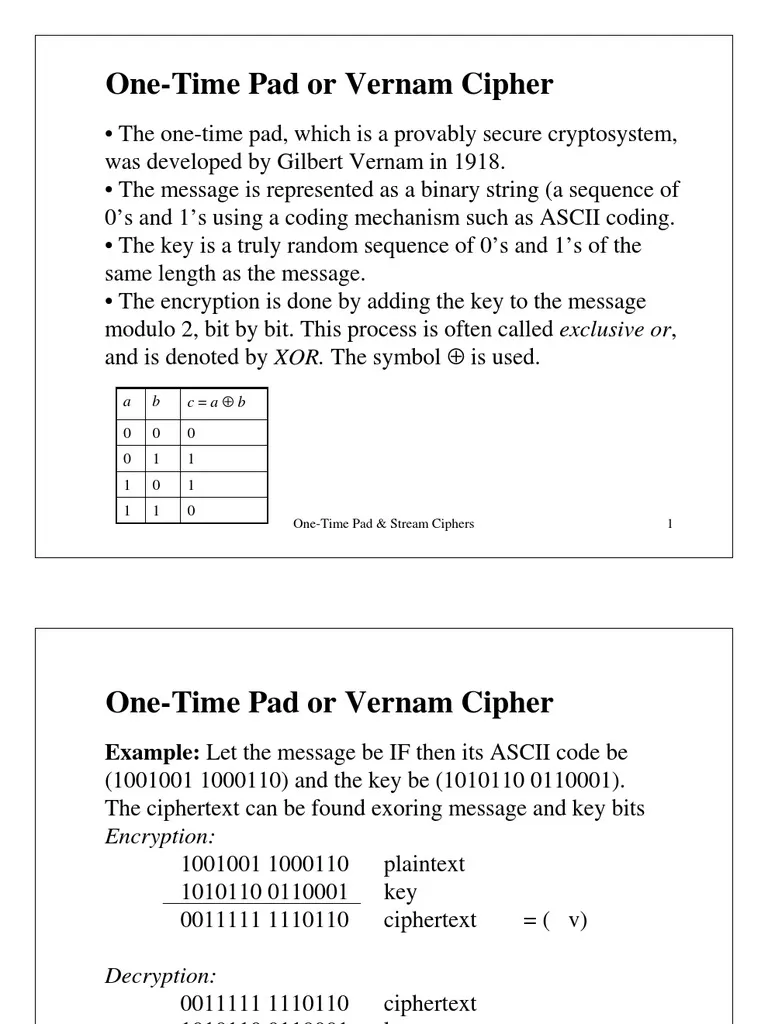 One-Time Pad or Vernam Cipher
• The one-time pad, which is a provably secure cryptosystem,
was developed by Gilbert Vernam in 1918.
• The message is represented as a binary string (a sequence of
0’s and 1’s using a coding mechanism such as ASCII coding.
• The key is a truly random sequence of 0’s and 1’s of the
same length as the message.
• The encryption is done by adding the key to the message
modulo 2, bit by bit. This process is often called exclusive or,
and is denoted by XOR. The symbol ⊕ is used.
a b c = a ⊕ b
0 0 0
0 1 1
1 0 1
1 1 0
One-Time Pad & Stream Ciphers 1
One-Time Pad or Vernam Cipher
Example: Let the message be IF then its ASCII code be
(1001001 1000110) and the key be (1010110 0110001).
The ciphertext can be found exoring message and key bits
Encryption:
1001001 1000110 plaintext
1010110 0110001 key
0011111 1110110 ciphertext = ( v)
Decryption:
0011111 1110110 ciphertext